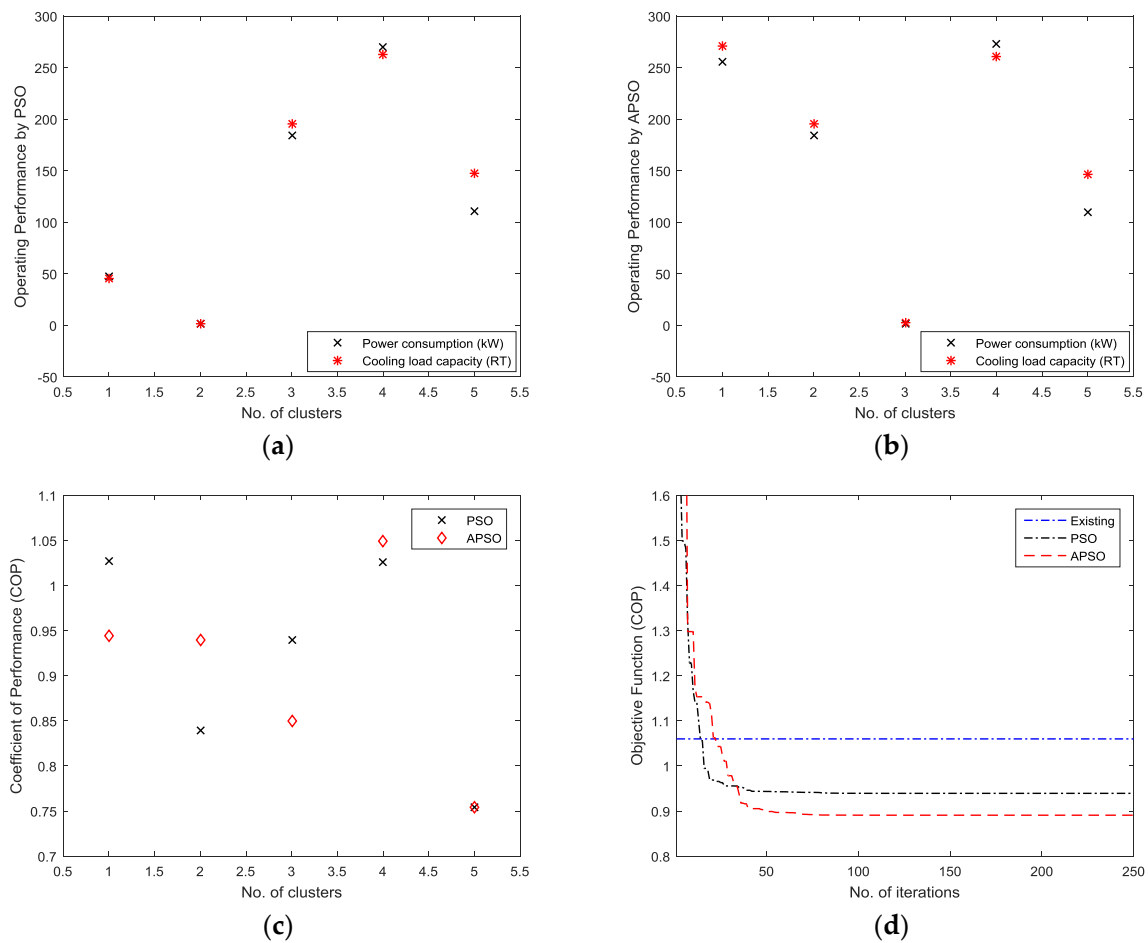 300
250
200
150
100
50
0
-50
Operating Performance by PSO
× Power consumption (kW)
✳ Cooling load capacity (RT)
0.5 1 1.5 2 2.5 3 3.5 4 4.5 5 5.5
No. of clusters
(a)
300
250
200
150
100
50
0
-50
Operating Performance by APSO
× Power consumption (kW)
✳ Cooling load capacity (RT)
0.5 1 1.5 2 2.5 3 3.5 4 4.5 5 5.5
No. of clusters
(b)
1.1
1.05
1
0.95
0.9
0.85
0.8
0.75
0.7
Coefficient of Performance (COP)
PSO
APSO
0.5 1 1.5 2 2.5 3 3.5 4 4.5 5 5.5
No. of clusters
(c)
1.6
1.5
1.4
1.3
1.2
1.1
1
0.9
0.8
Objective Function (COP)
Existing
PSO
APSO
50 100 150 200 250
No. of iterations
(d)